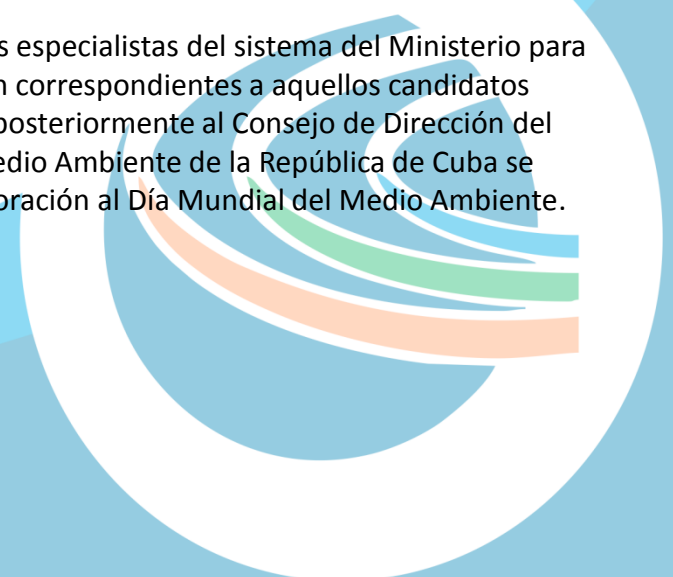 s especialistas del sistema del Ministerio para
n correspondientes a aquellos candidatos
posteriormente al Consejo de Dirección del
edio Ambiente de la República de Cuba se
oración al Día Mundial del Medio Ambiente.